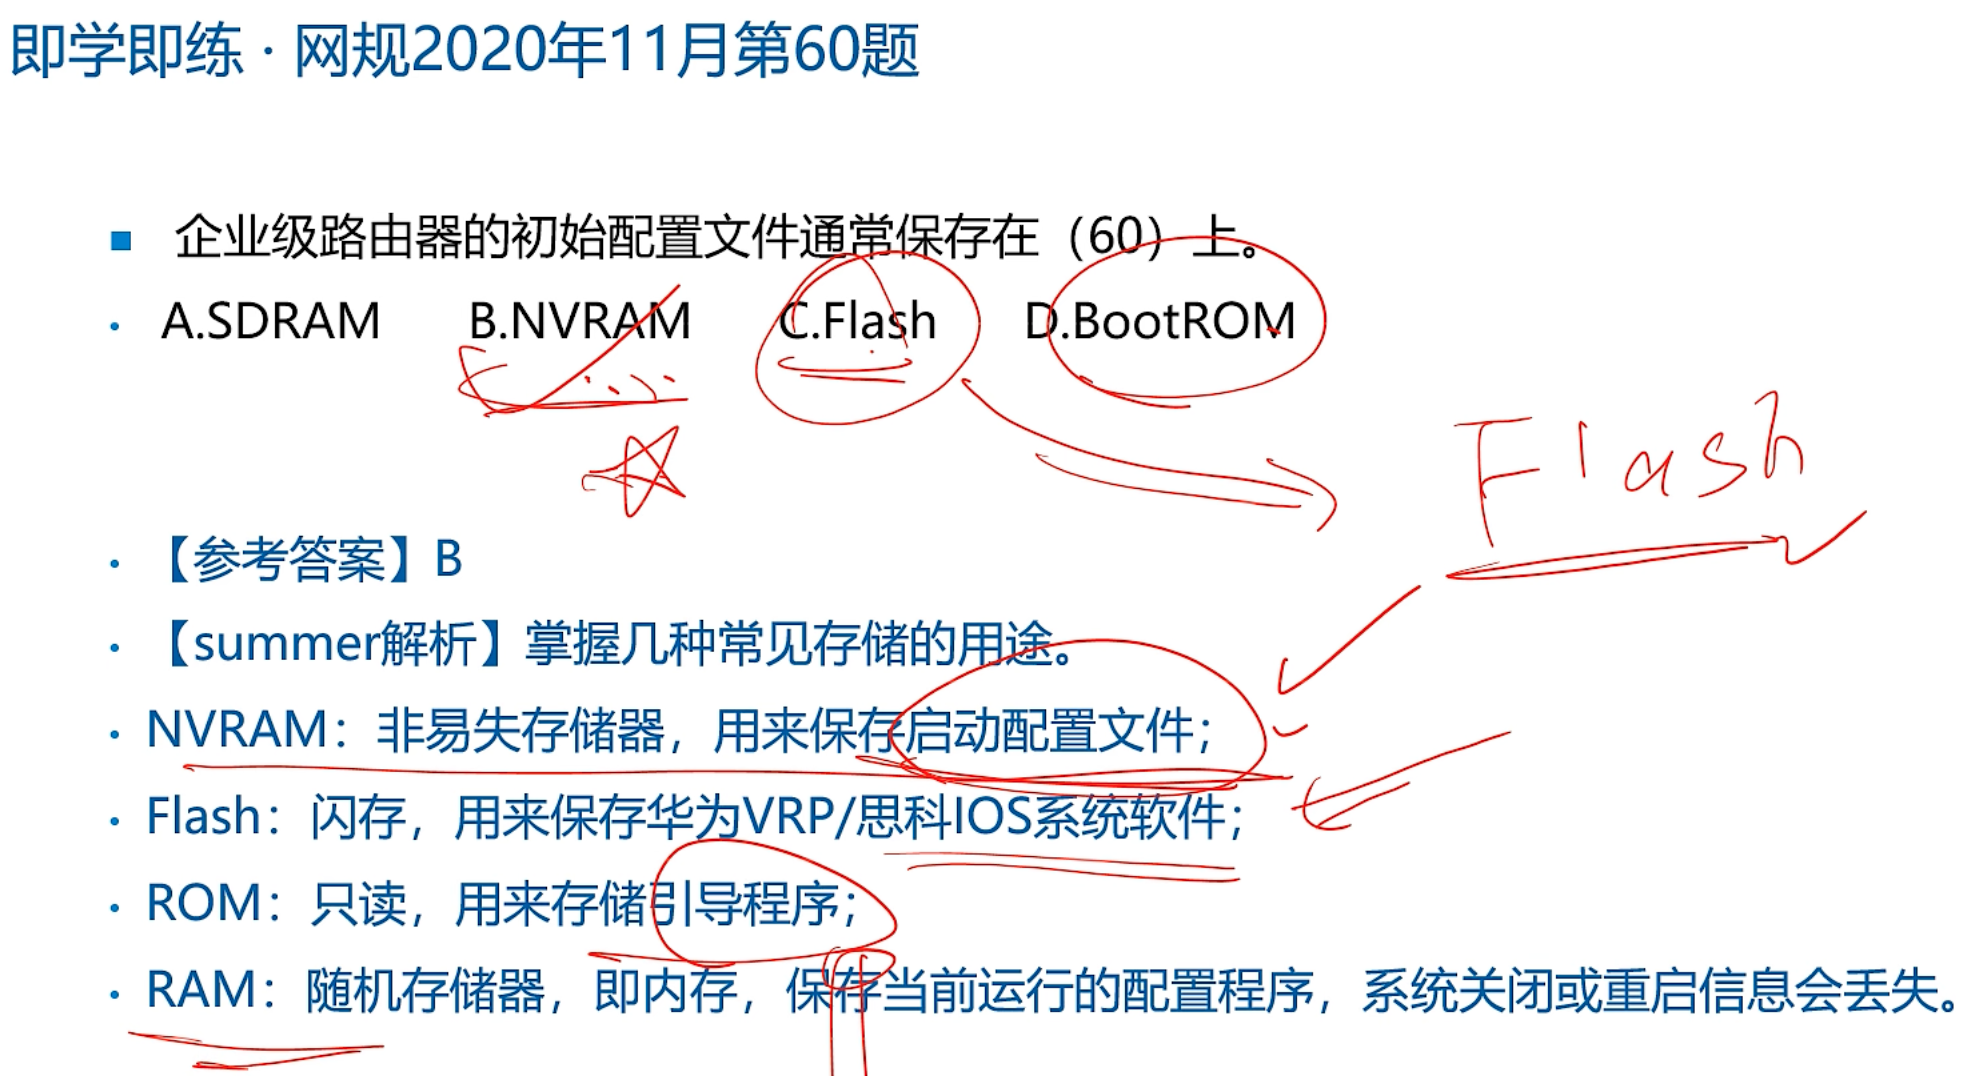 即学即练 · 网规2020年11月第60题
■ 企业级路由器的初始配置文件通常保存在（60）上。
· A.SDRAM B.NVRAM C.Flash D.BootROM
Flash
· 【参考答案】B
· 【summer解析】掌握几种常见存储的用途。
· NVRAM：非易失存储器，用来保存启动配置文件；
· Flash：闪存，用来保存华为VRP/思科IOS系统软件；
· ROM：只读，用来存储引导程序；
· RAM：随机存储器，即内存，保存当前运行的配置程序，系统关闭或重启信息会丢失。